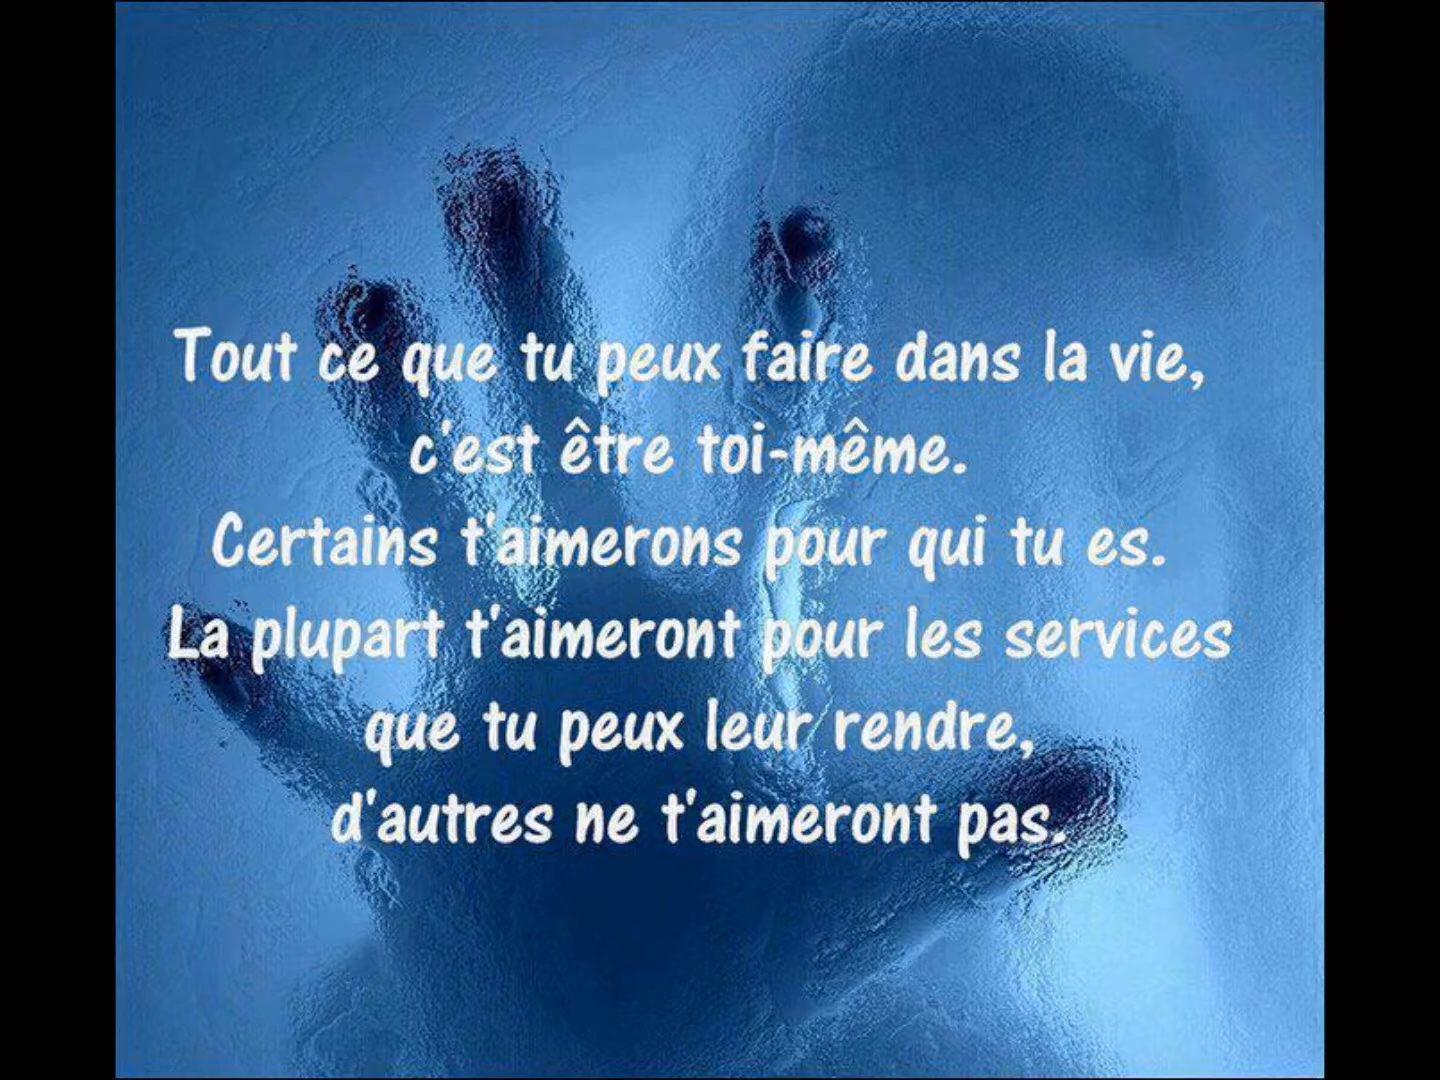 Tout ce que tu peux faire dans la vie,
c'est être toi-même.
Certains t'aimerons pour qui tu es.
La plupart t'aimeront pour les services
que tu peux leur rendre,
d'autres ne t'aimeront pas.